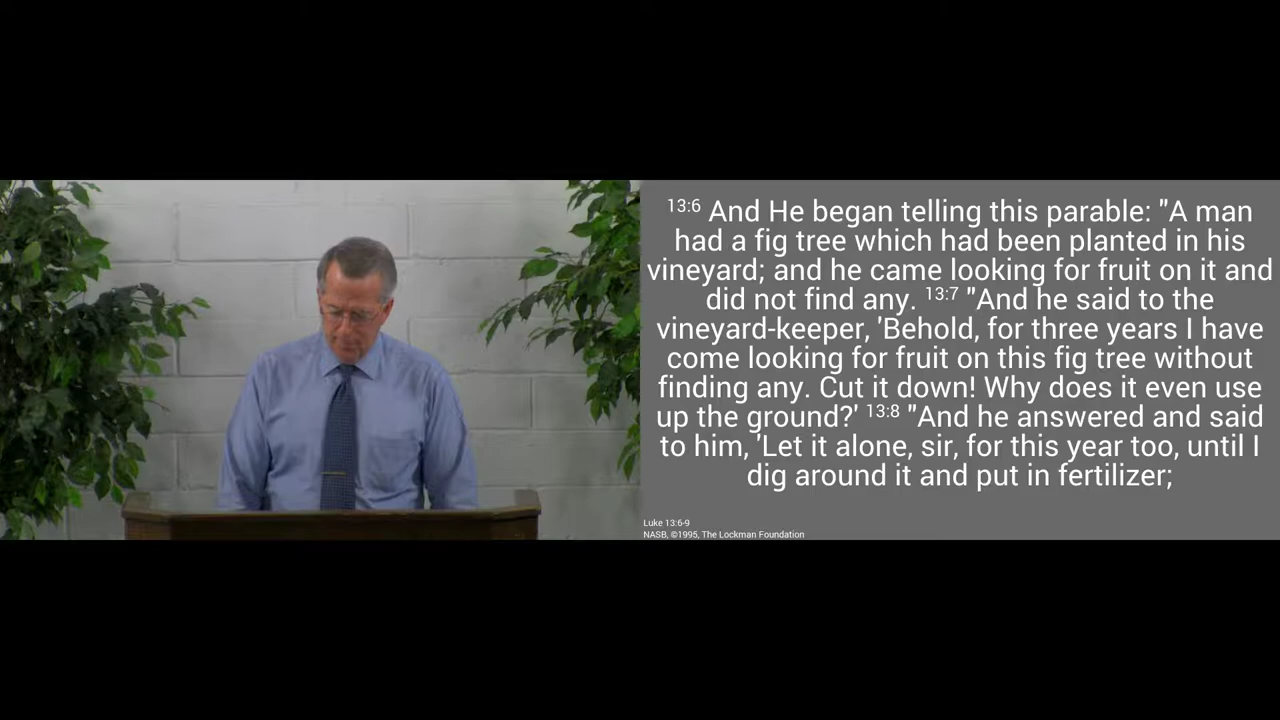 13:6 And He began telling this parable: "A man
had a fig tree which had been planted in his
vineyard; and he came looking for fruit on it and
did not find any. 13:7 "And he said to the
vineyard-keeper, 'Behold, for three years I have
come looking for fruit on this fig tree without
finding any. Cut it down! Why does it even use
up the ground?' 13:8 "And he answered and said
to him, 'Let it alone, sir, for this year too, until I
dig around it and put in fertilizer;
Luke 13:6-9
NASB, ©1995, The Lockman Foundation